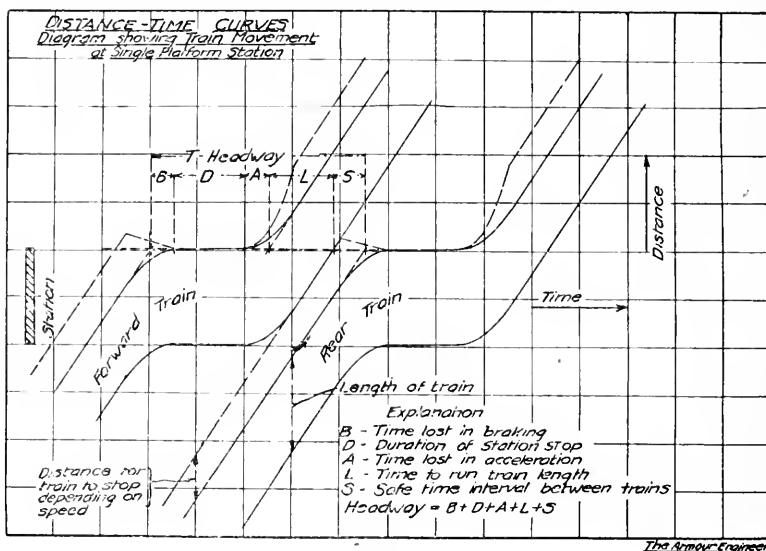 DISTANCE-TIME CURVES
Diagram showing Train Movement
at Single Platform Station
T-Headway
B D A L S
Distance
Station
Forward Train
Rear Train
Time
Length of train
Explanation
B - Time lost in braking
D - Duration of Station stop
A - Time lost in acceleration
L - Time to run train length
S - Safe time interval between trains
Headway = B+D+A+L+S
Distance for
train to stop
depending on
speed
The Armour Engineer